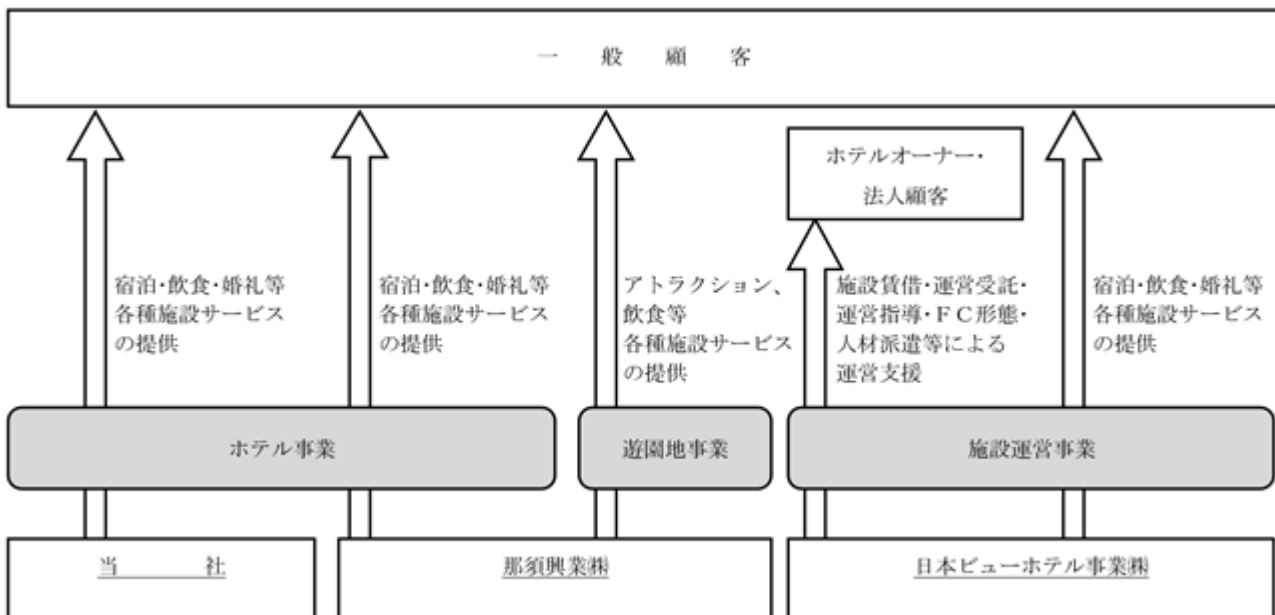 一般顧客
ホテルオーナー・
法人顧客
宿泊・飲食・婚礼等
各種施設サービス
の提供
宿泊・飲食・婚礼等
各種施設サービス
の提供
アトラクション、
飲食等
各種施設サービス
の提供
施設賃借・運営受託・
運営指導・ＦＣ形態・
人材派遣等による
運営支援
宿泊・飲食・婚礼等
各種施設サービス
の提供
ホテル事業
遊園地事業
施設運営事業
当社
那須興業㈱
日本ビューホテル事業㈱